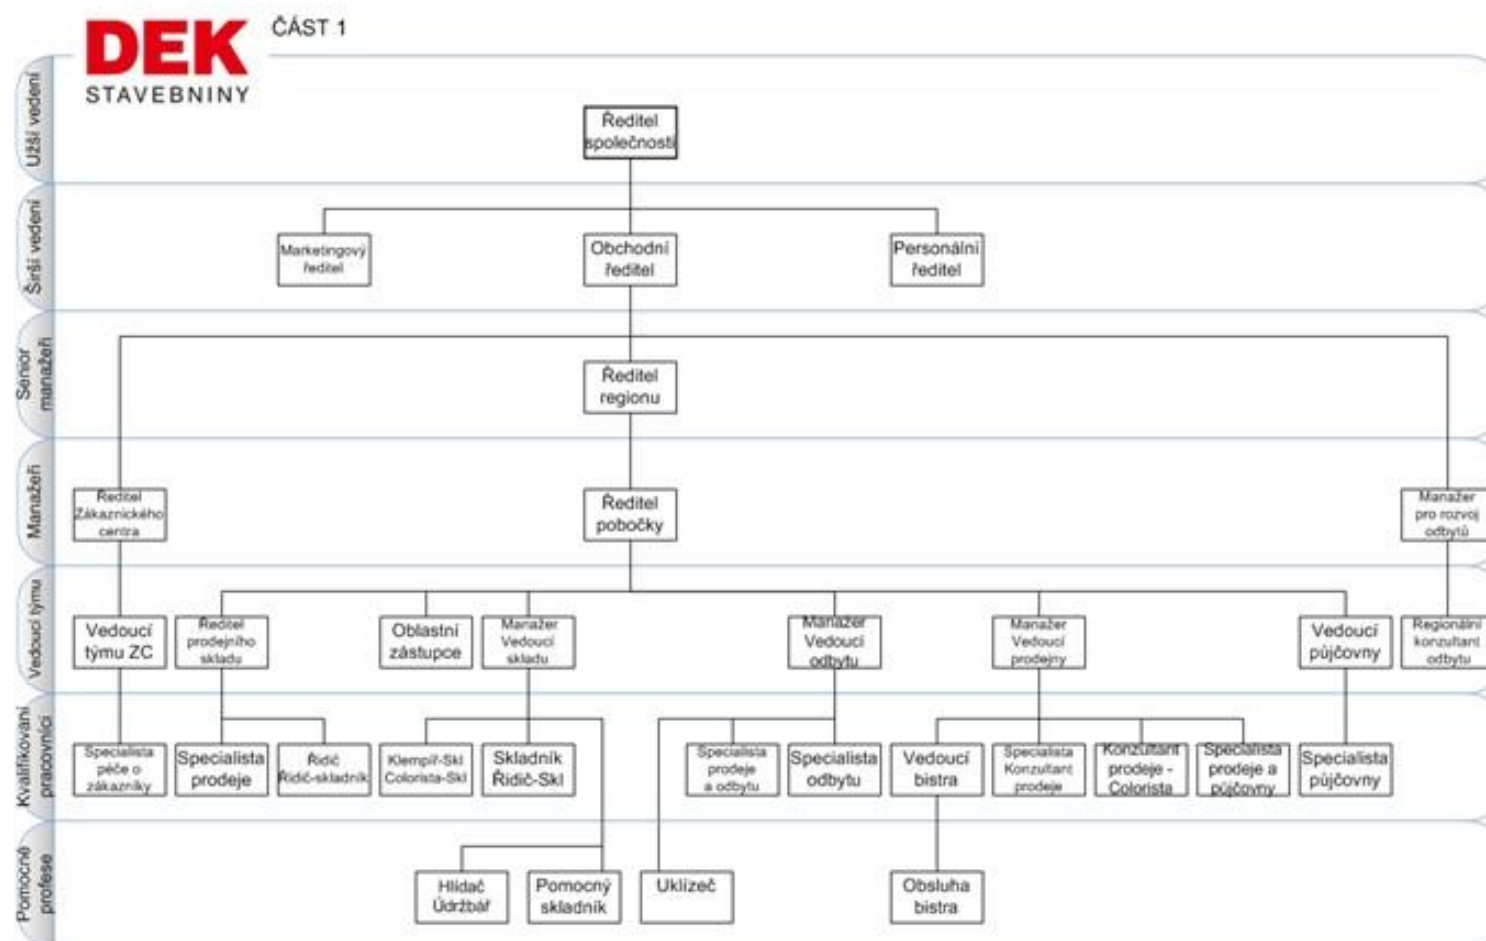 DEK
STAVEBNINY
ČÁST 1
Užší vedení
Ředitel
společnosti
Širší vedení
Marketingový
ředitel
Obchodní
ředitel
Personální
ředitel
Senior
manažeři
Ředitel
regionu
Manažeři
Ředitel
Zákaznického
centra
Ředitel
pobočky
Manažer
pro rozvoj
odbytů
Vedoucí týmu
Vedoucí
týmu ZC
Ředitel
prodejního
skladu
Oblastní
zástupce
Manažer
Vedoucí
skladu
Manažer
Vedoucí
odbytu
Manažer
Vedoucí
prodejny
Vedoucí
půjčovny
Regionální
konzultant
odbytu
Kvalifikovaní
pracovníci
Specialista
péče o
zákazníky
Specialista
prodeje
Řidič
Řidič-skladník
Klempíř-Skl
Colorista-Skl
Skladník
Řidič-Skl
Specialista
prodeje
a odbytu
Specialista
odbytu
Vedoucí
bistra
Specialista
Konzultant
prodeje
Konzultant
prodeje -
Colorista
Specialista
prodeje a
půjčovny
Specialista
půjčovny
Pomocné
profese
Hlídač
Údržbář
Pomocný
skladník
Uklízeč
Obsluha
bistra